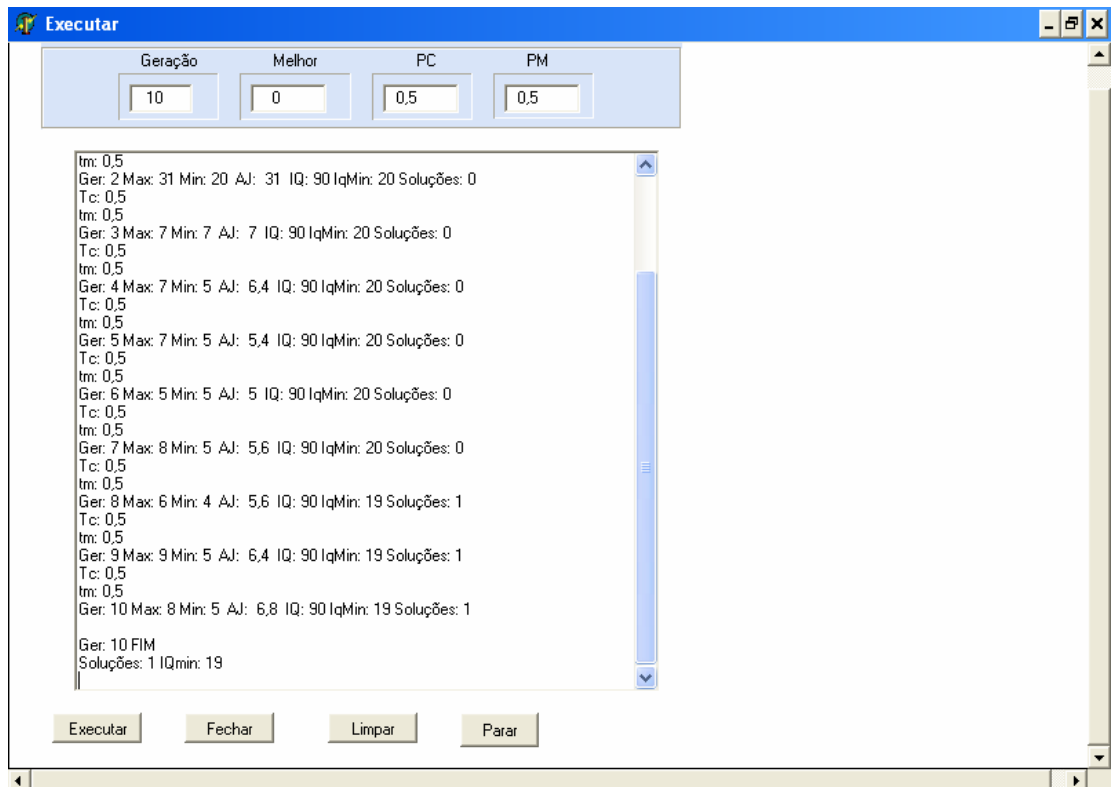 Executar
Geração Melhor PC PM
10 0 0,5 0,5
tm: 0,5
Ger: 2 Max: 31 Min: 20 AJ: 31 IQ: 90 IqMin: 20 Soluções: 0
Tc: 0,5
tm: 0,5
Ger: 3 Max: 7 Min: 7 AJ: 7 IQ: 90 IqMin: 20 Soluções: 0
Tc: 0,5
tm: 0,5
Ger: 4 Max: 7 Min: 5 AJ: 6,4 IQ: 90 IqMin: 20 Soluções: 0
Tc: 0,5
tm: 0,5
Ger: 5 Max: 7 Min: 5 AJ: 5,4 IQ: 90 IqMin: 20 Soluções: 0
Tc: 0,5
tm: 0,5
Ger: 6 Max: 5 Min: 5 AJ: 5 IQ: 90 IqMin: 20 Soluções: 0
Tc: 0,5
tm: 0,5
Ger: 7 Max: 8 Min: 5 AJ: 5,6 IQ: 90 IqMin: 20 Soluções: 0
Tc: 0,5
tm: 0,5
Ger: 8 Max: 6 Min: 4 AJ: 5,6 IQ: 90 IqMin: 19 Soluções: 1
Tc: 0,5
tm: 0,5
Ger: 9 Max: 9 Min: 5 AJ: 6,4 IQ: 90 IqMin: 19 Soluções: 1
Tc: 0,5
tm: 0,5
Ger: 10 Max: 8 Min: 5 AJ: 6,8 IQ: 90 IqMin: 19 Soluções: 1
Ger: 10 FIM
Soluções: 1 IQmin: 19
Executar Fechar Limpar Parar